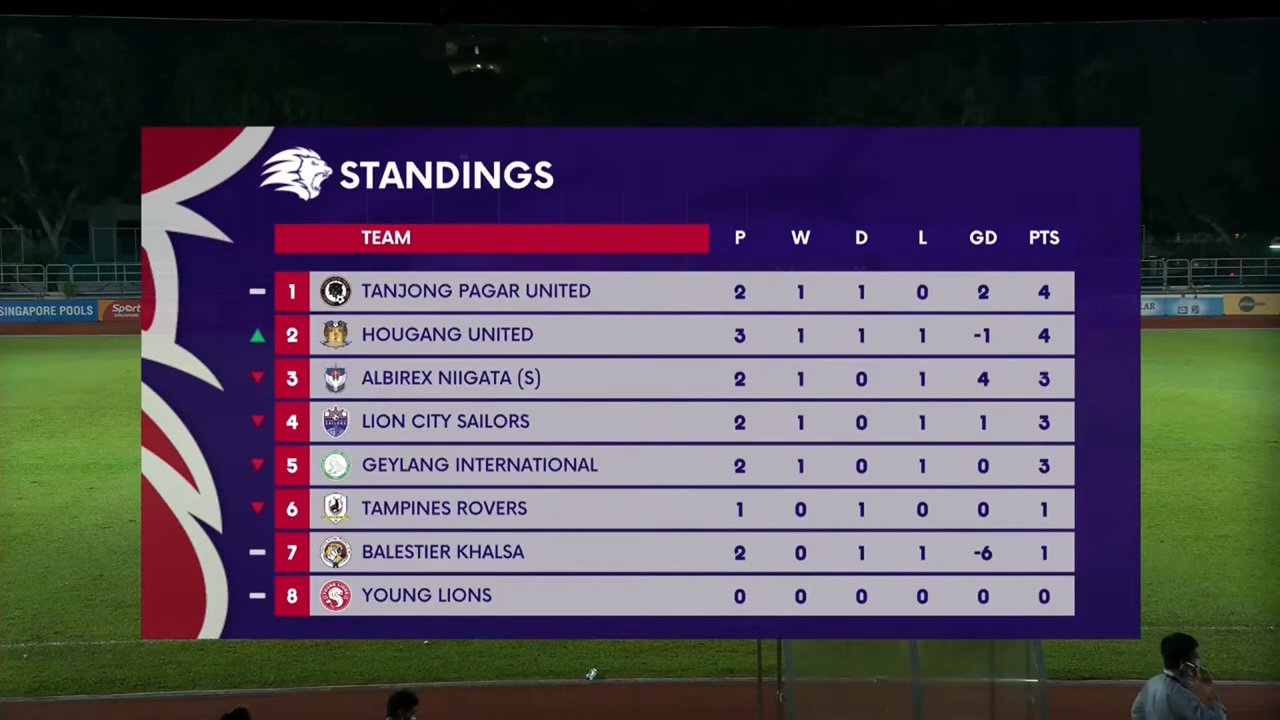 STANDINGS
TEAM P W D L GD PTS
1 TANJONG PAGAR UNITED 2 1 1 0 2 4
2 HOUGANG UNITED 3 1 1 1 -1 4
3 ALBIREX NIIGATA (S) 2 1 0 1 4 3
4 LION CITY SAILORS 2 1 0 1 1 3
5 GEYLANG INTERNATIONAL 2 1 0 1 0 3
6 TAMPINES ROVERS 1 0 1 0 0 1
7 BALESTIER KHALSA 2 0 1 1 -6 1
8 YOUNG LIONS 0 0 0 0 0 0
SINGAPORE POOLS
Sport
SINGAPORE